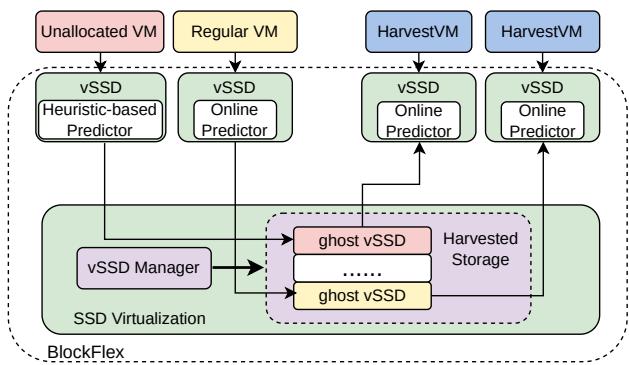 Unallocated VM
Regular VM
HarvestVM
HarvestVM
vSSD
Heuristic-based
Predictor
vSSD
Online
Predictor
vSSD
Online
Predictor
vSSD
Online
Predictor
ghost vSSD
......
ghost vSSD
Harvested
Storage
vSSD Manager
SSD Virtualization
BlockFlex